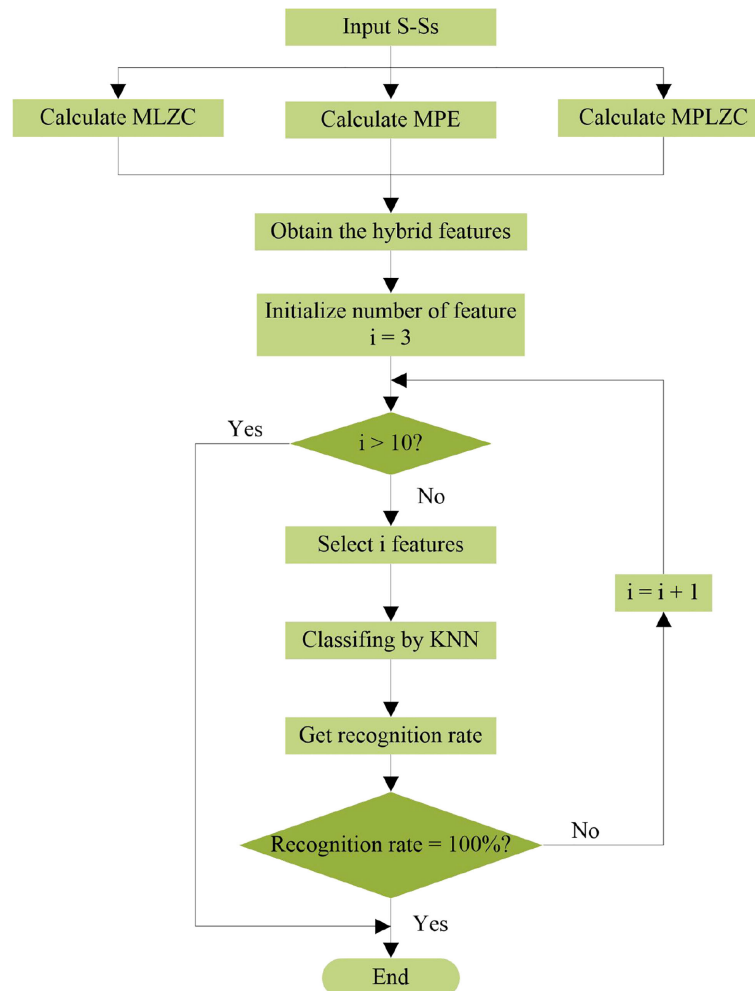 Input S-Ss
Calculate MLZC
Calculate MPE
Calculate MPLZC
Obtain the hybrid features
Initialize number of feature
i = 3
Yes
i > 10?
No
Select i features
i = i + 1
Classifing by KNN
Get recognition rate
Recognition rate = 100%?
No
Yes
End